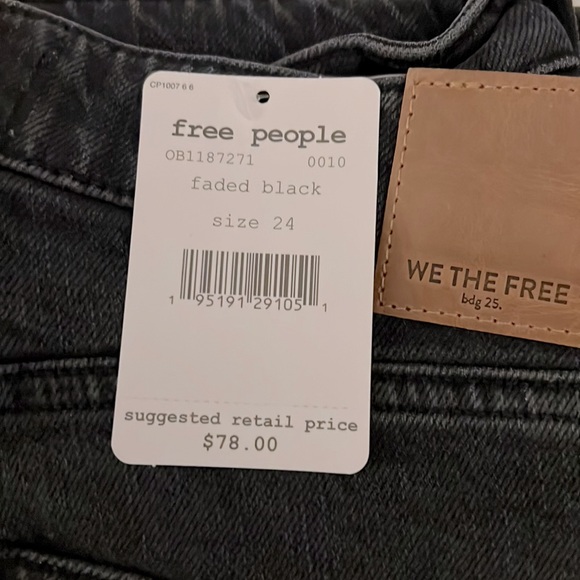 CP1007 6 6
free people
OB1187271 0010
faded black
size 24
1 95191 29105 1
suggested retail price
$78.00
WE THE FREE
bdg 25.